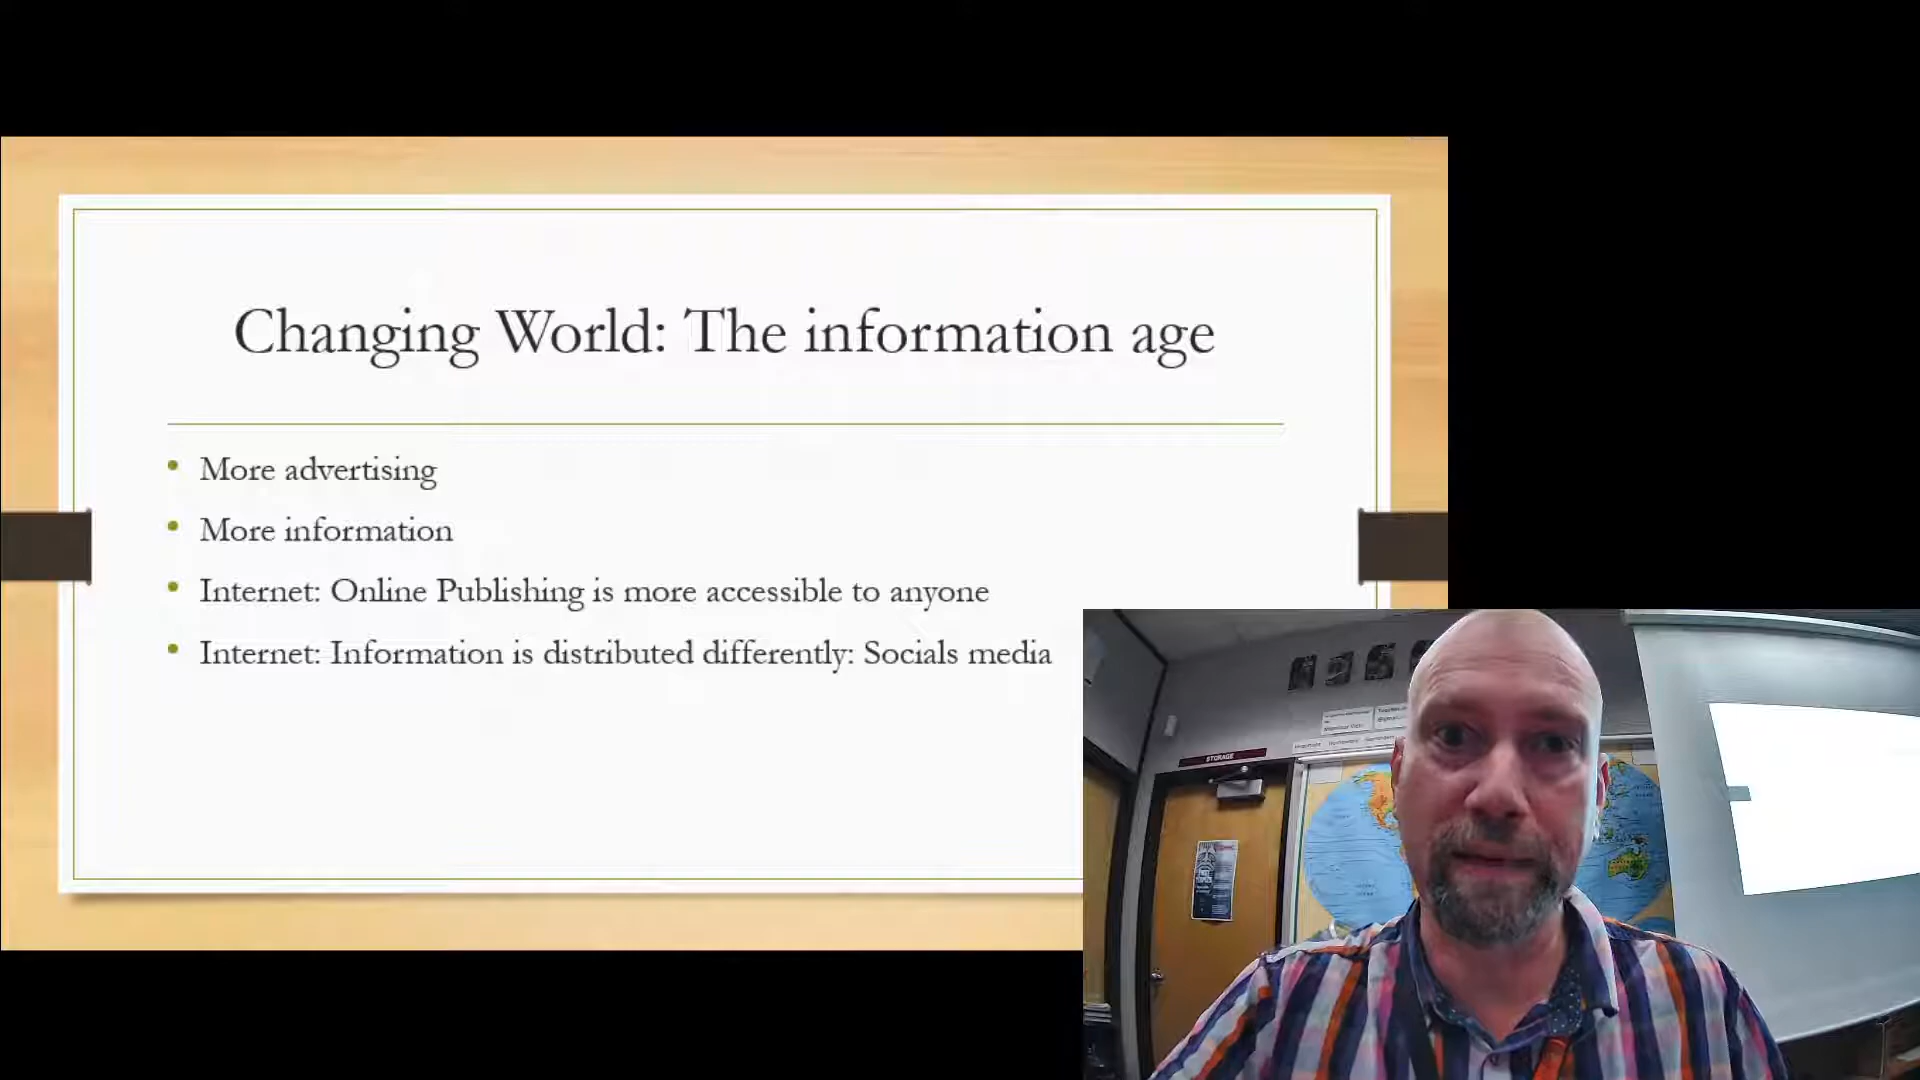 Changing World: The information age
More advertising
More information
Internet: Online Publishing is more accessible to anyone
Internet: Information is distributed differently: Socials media
STORAGE